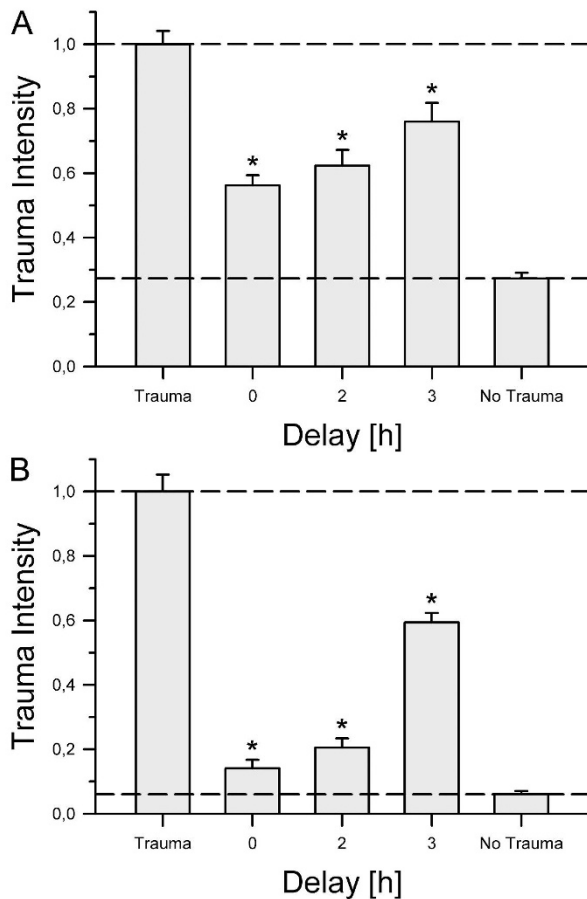 A
Trauma Intensity
1,0
0,8
0,6
0,4
0,2
0,0
*
*
*
Trauma
0
2
3
No Trauma
Delay [h]
B
Trauma Intensity
1,0
0,8
0,6
0,4
0,2
0,0
*
*
*
Trauma
0
2
3
No Trauma
Delay [h]